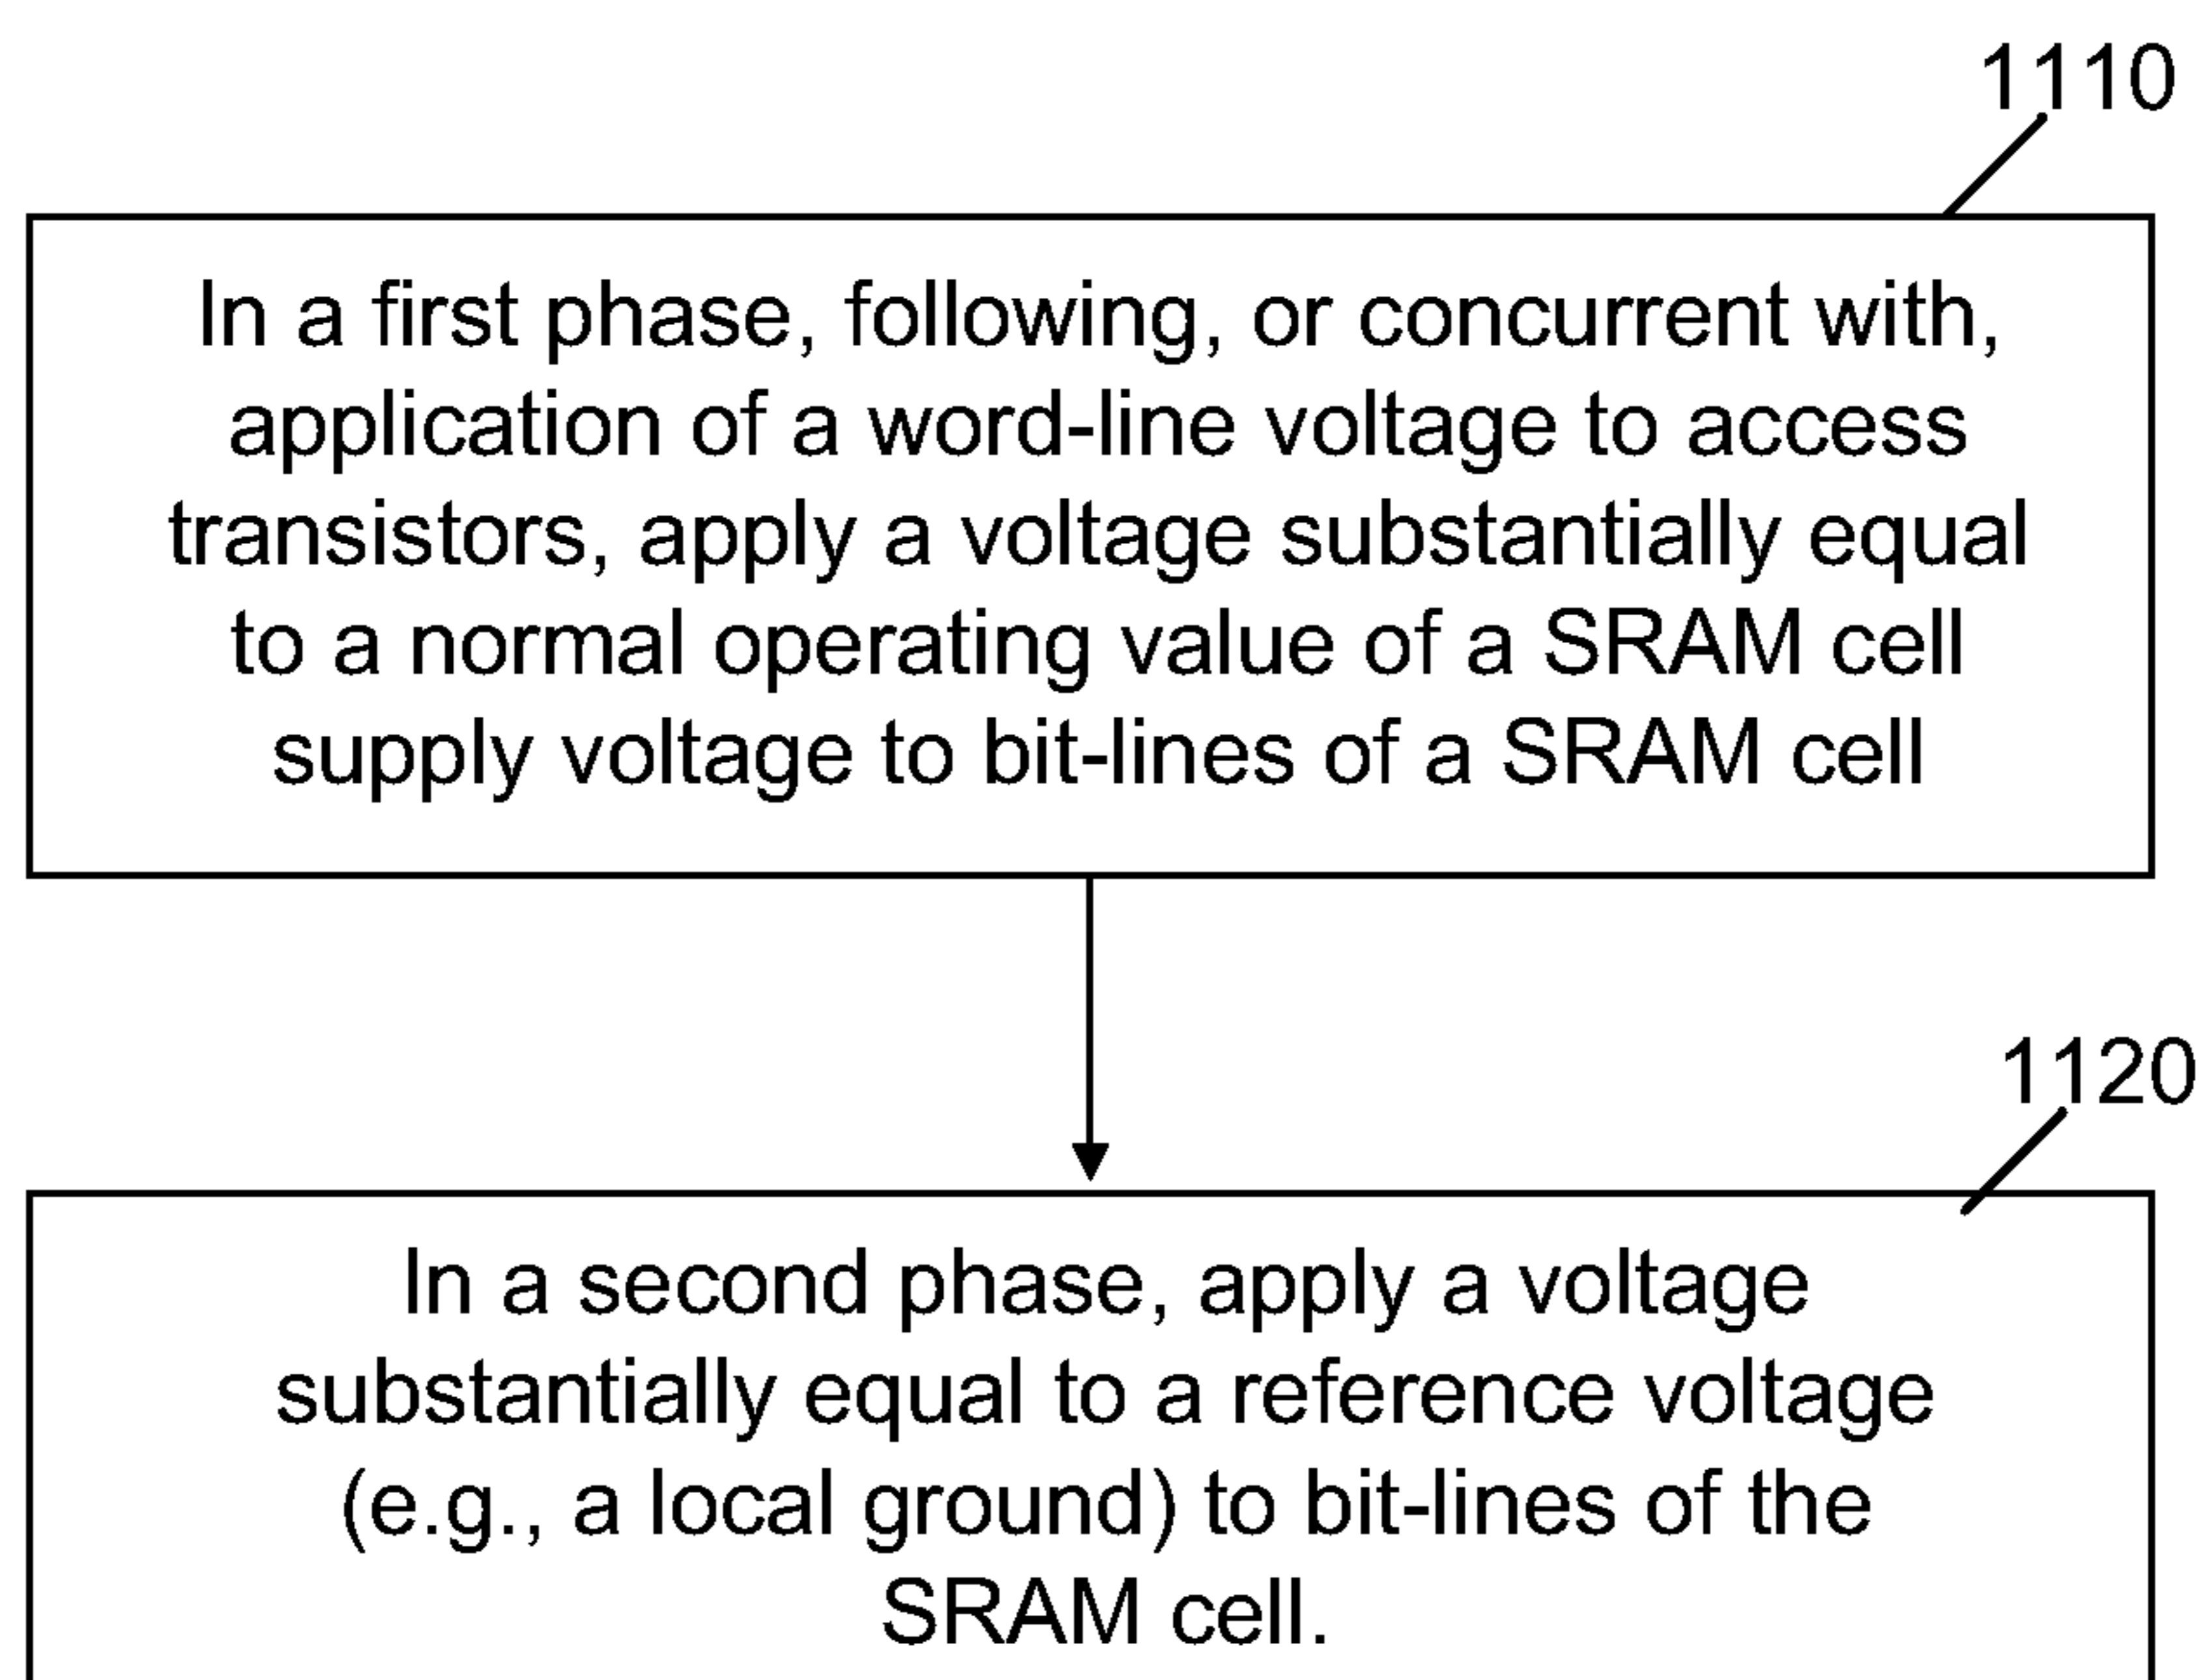 1110
In a first phase, following, or concurrent with,
application of a word-line voltage to access
transistors, apply a voltage substantially equal
to a normal operating value of a SRAM cell
supply voltage to bit-lines of a SRAM cell
1120
In a second phase, apply a voltage
substantially equal to a reference voltage
(e.g., a local ground) to bit-lines of the
SRAM cell.